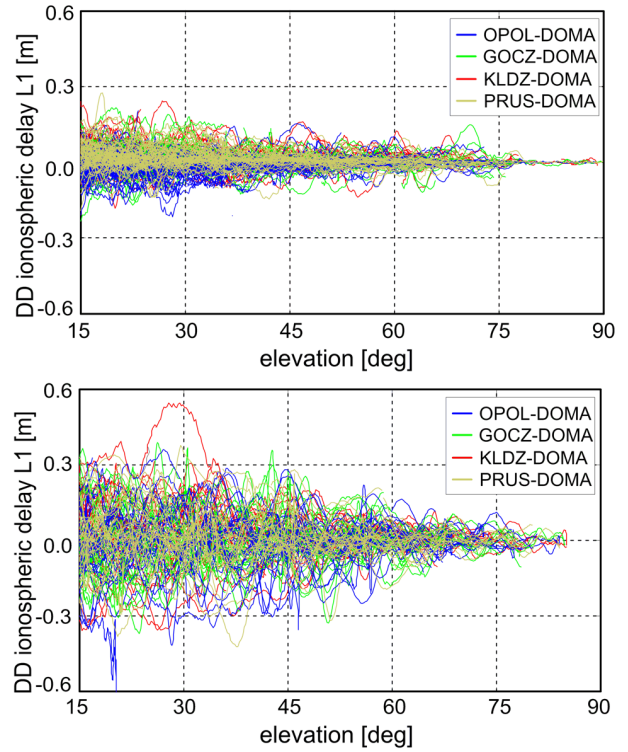 DD ionospheric delay L1 [m]
0.6
0.3
0.0
-0.3
-0.6
OPOL-DOMA
GOCZ-DOMA
KLDZ-DOMA
PRUS-DOMA
15 30 45 60 75 90
elevation [deg]
DD ionospheric delay L1 [m]
0.6
0.3
0.0
-0.3
-0.6
OPOL-DOMA
GOCZ-DOMA
KLDZ-DOMA
PRUS-DOMA
15 30 45 60 75 90
elevation [deg]